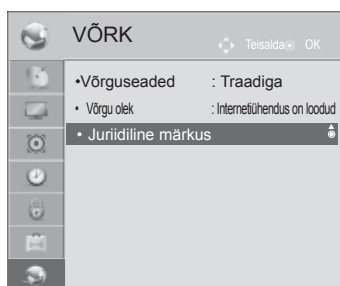 VÕRK
Teisalda OK
•Võrguseaded : Traadiga
• Võrgu olek : Internetiühendus on loodud
• Juriidiline märkus